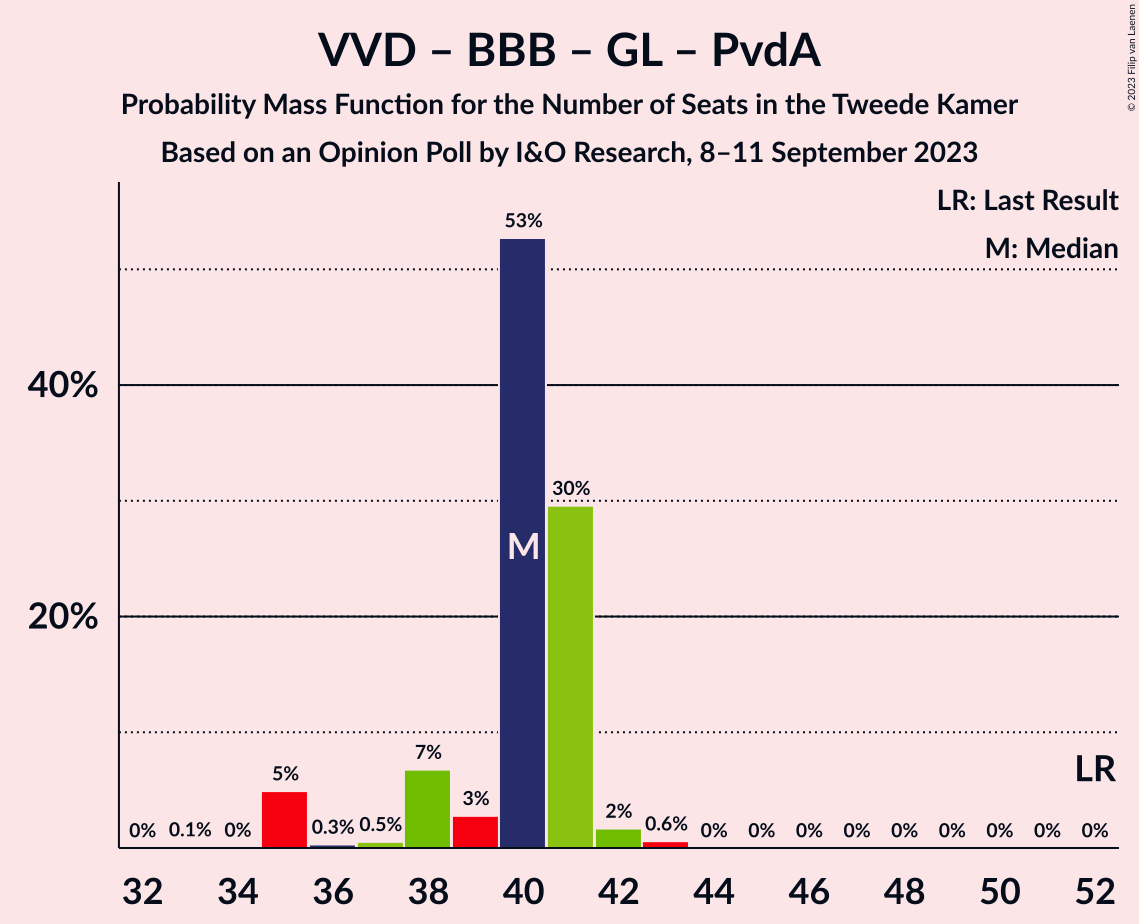 VVD – BBB – GL – PvdA
Probability Mass Function for the Number of Seats in the Tweede Kamer
Based on an Opinion Poll by I&O Research, 8–11 September 2023
© 2023 Filip van Laenen
LR: Last Result
M: Median
53%
40%
30%
M
20%
7%
LR
5%
3%
2%
0% 0.1% 0% 0.3% 0.5% 0.6% 0% 0% 0% 0% 0% 0% 0% 0% 0%
32 34 36 38 40 42 44 46 48 50 52